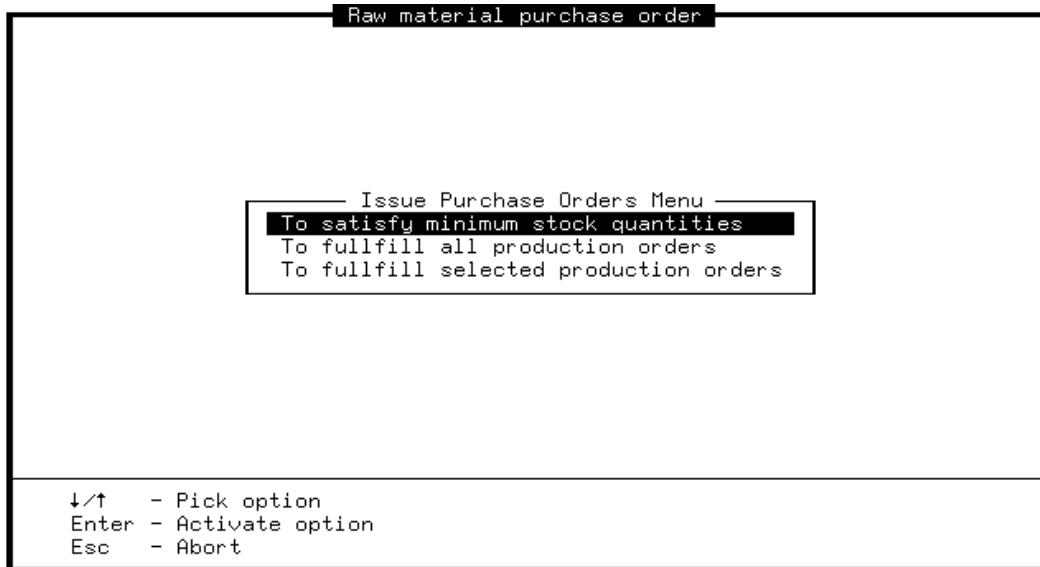 Raw material purchase order
Issue Purchase Orders Menu
To satisfy minimum stock quantities
To fullfill all production orders
To fullfill selected production orders
↓/↑ - Pick option
Enter - Activate option
Esc - Abort